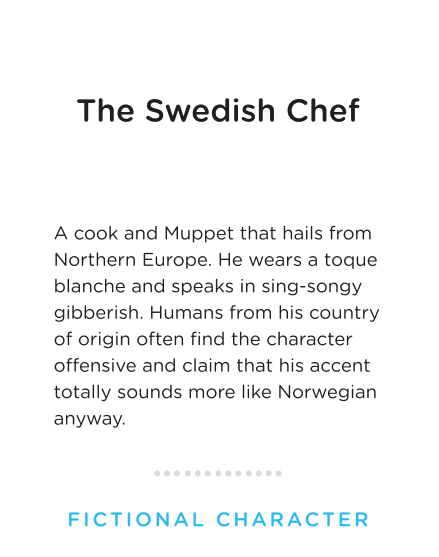 The Swedish Chef
A cook and Muppet that hails from
Northern Europe. He wears a toque
blanche and speaks in sing-songy
gibberish. Humans from his country
of origin often find the character
offensive and claim that his accent
totally sounds more like Norwegian
anyway.
FICTIONAL CHARACTER